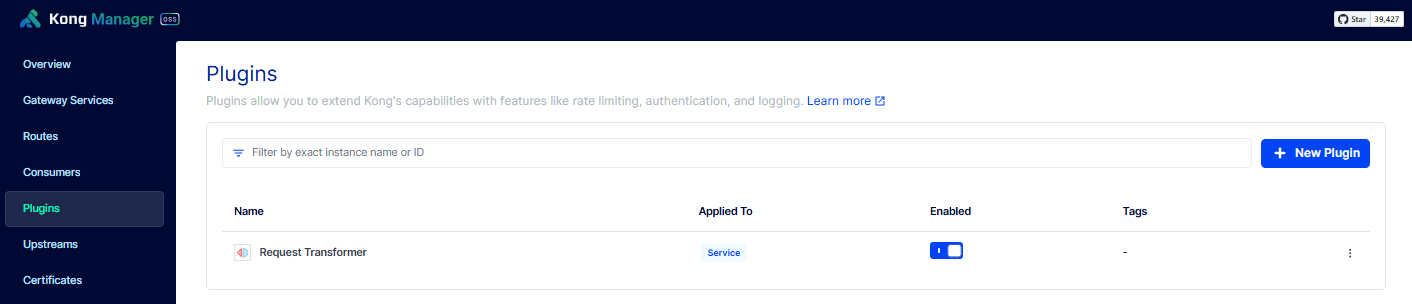 Kong Manager OSS
Star 39,427
Overview
Gateway Services
Routes
Consumers
Plugins
Upstreams
Certificates
Plugins
Plugins allow you to extend Kong's capabilities with features like rate limiting, authentication, and logging. Learn more
Filter by exact instance name or ID
New Plugin
Name Applied To Enabled Tags
Request Transformer Service -